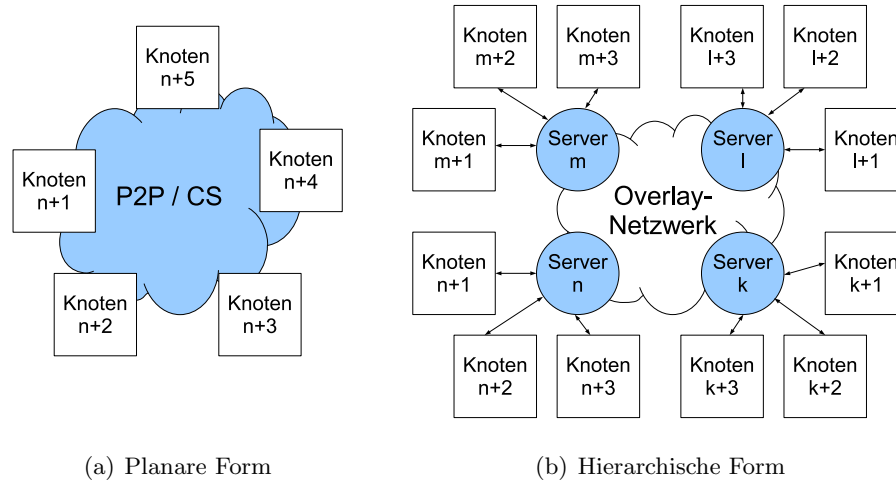 Knoten
n+5
Knoten
n+1
Knoten
n+4
P2P / CS
Knoten
n+2
Knoten
n+3
(a) Planare Form
Knoten
m+2
Knoten
m+3
Knoten
l+3
Knoten
l+2
Knoten
m+1
Server
m
Server
l
Knoten
l+1
Overlay-
Netzwerk
Knoten
n+1
Server
n
Server
k
Knoten
k+1
Knoten
n+2
Knoten
n+3
Knoten
k+3
Knoten
k+2
(b) Hierarchische Form